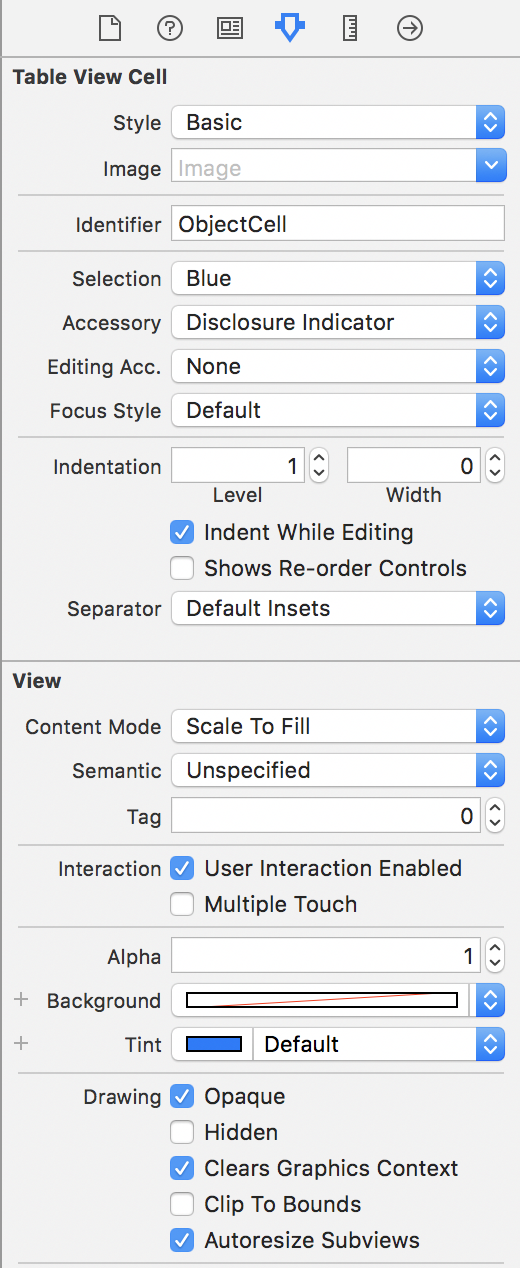 Table View Cell
Style Basic
Image Image
Identifier ObjectCell
Selection Blue
Accessory Disclosure Indicator
Editing Acc. None
Focus Style Default
Indentation 1 0
Level Width
Indent While Editing
Shows Re-order Controls
Separator Default Insets
View
Content Mode Scale To Fill
Semantic Unspecified
Tag 0
Interaction User Interaction Enabled
Multiple Touch
Alpha 1
+ Background
+ Tint Default
Drawing Opaque
Hidden
Clears Graphics Context
Clip To Bounds
Autoresize Subviews